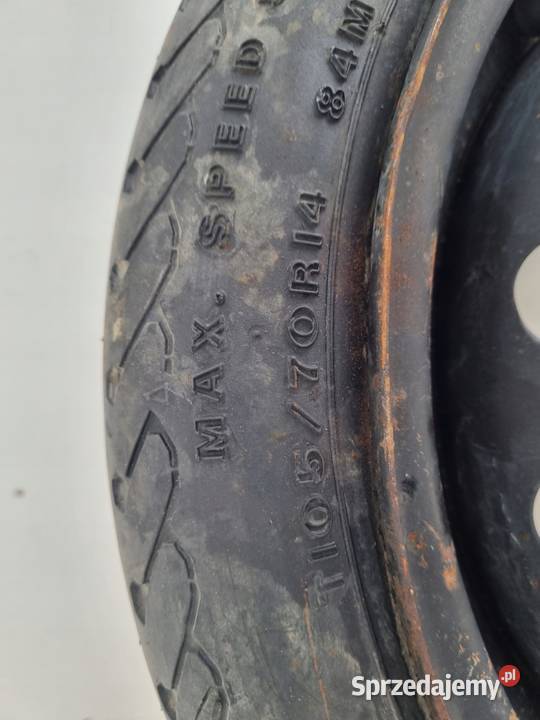 MAX. SPEED
T105/70R14 84M
Sprzedajemy.pl